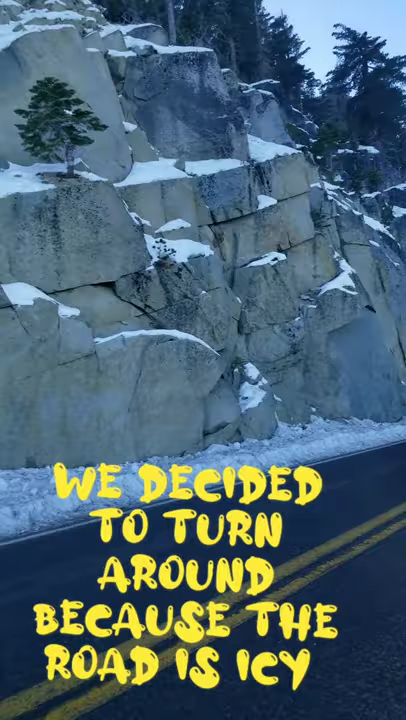 WE DECIDED
TO TURN
AROUND
BECAUSE THE
ROAD IS ICY